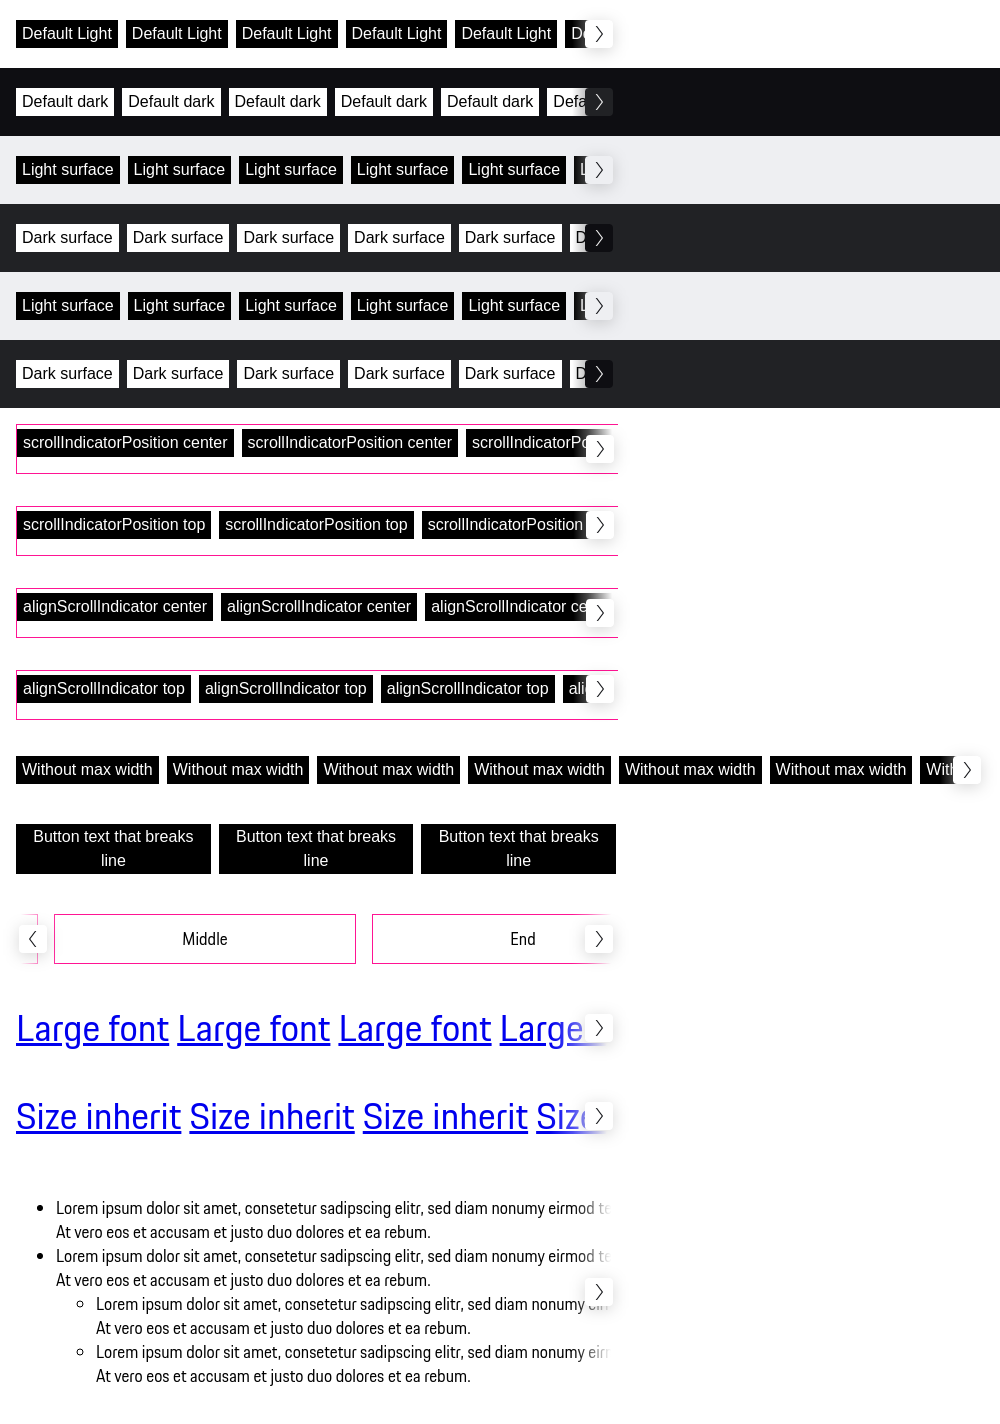 Default Light Default Light Default Light Default Light Default Light
Default dark Default dark Default dark Default dark Default dark
Light surface Light surface Light surface Light surface Light surface
Dark surface Dark surface Dark surface Dark surface Dark surface
Light surface Light surface Light surface Light surface Light surface
Dark surface Dark surface Dark surface Dark surface Dark surface
scrollIndicatorPosition center scrollIndicatorPosition center
scrollIndicatorPosition top scrollIndicatorPosition top scrollIndicatorPosition
alignScrollIndicator center alignScrollIndicator center alignScrollIndicator
alignScrollIndicator top alignScrollIndicator top alignScrollIndicator top
Without max width Without max width Without max width Without max width Without max width Without max width
Button text that breaks Button text that breaks Button text that breaks
line line line
Middle End
Large font Large font Large font Large
Size inherit Size inherit Size inherit Size
Lorem ipsum dolor sit amet, consetetur sadipscing elitr, sed diam nonumy eirmod
At vero eos et accusam et justo duo dolores et ea rebum.
Lorem ipsum dolor sit amet, consetetur sadipscing elitr, sed diam nonumy eirmod
At vero eos et accusam et justo duo dolores et ea rebum.
Lorem ipsum dolor sit amet, consetetur sadipscing elitr, sed diam nonumy
At vero eos et accusam et justo duo dolores et ea rebum.
Lorem ipsum dolor sit amet, consetetur sadipscing elitr, sed diam nonumy
At vero eos et accusam et justo duo dolores et ea rebum.